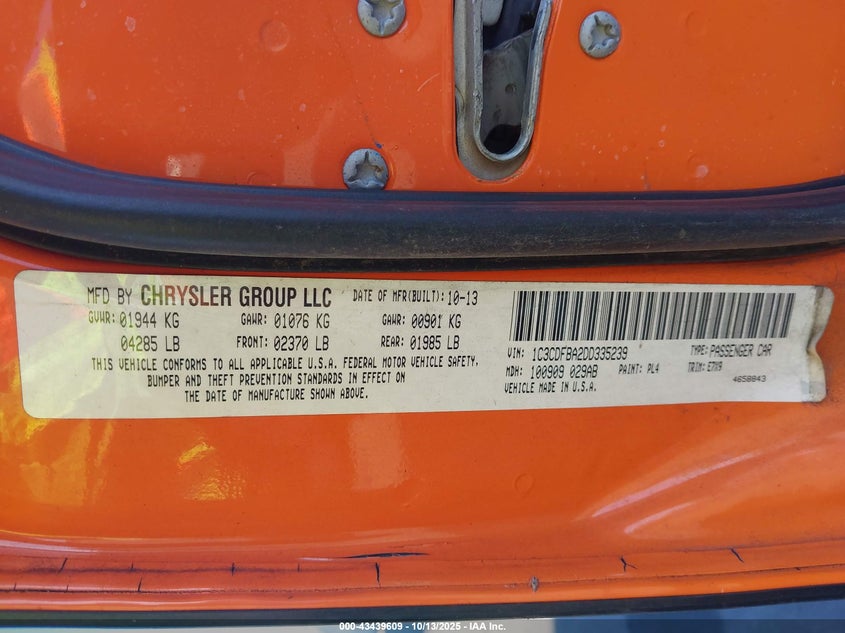 MFD BY CHRYSLER GROUP LLC DATE OF MFR(BUILT): 10-13
GVWR: 01944 KG GAWR: 01076 KG GAWR: 00901 KG
04285 LB FRONT: 02370 LB REAR: 01985 LB
THIS VEHICLE CONFORMS TO ALL APPLICABLE U.S.A. FEDERAL MOTOR VEHICLE SAFETY,
BUMPER AND THEFT PREVENTION STANDARDS IN EFFECT ON
THE DATE OF MANUFACTURE SHOWN ABOVE.
VIN: 1C3CDFBA2DD335239 TYPE: PASSENGER CAR
MDH: 100909 029AB PAINT: PL4 TRIM: E7X9
VEHICLE MADE IN U.S.A. 4658843
000-43439609 - 10/13/2025 - IAA Inc.